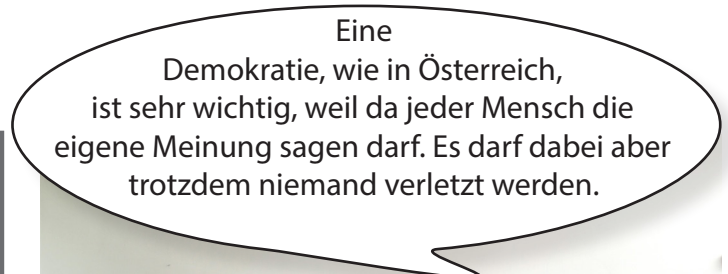 Eine
Demokratie, wie in Österreich,
ist sehr wichtig, weil da jeder Mensch die
eigene Meinung sagen darf. Es darf dabei aber
trotzdem niemand verletzt werden.